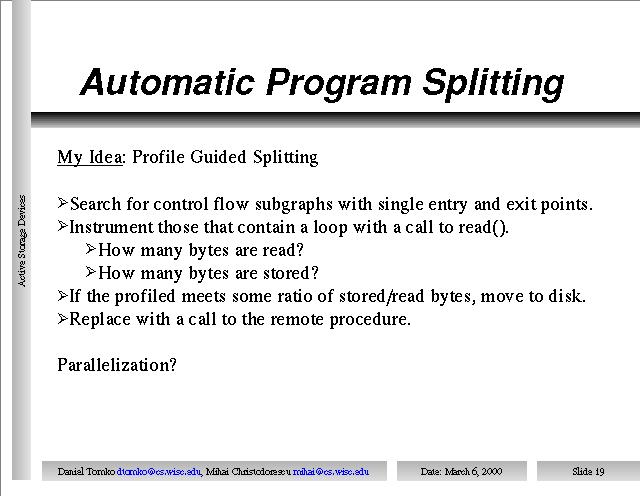 Automatic Program Splitting
My Idea: Profile Guided Splitting
➢Search for control flow subgraphs with single entry and exit points.
➢Instrument those that contain a loop with a call to read().
➢How many bytes are read?
➢How many bytes are stored?
➢If the profiled meets some ratio of stored/read bytes, move to disk.
➢Replace with a call to the remote procedure.
Parallelization?
Active Storage Devices
Daniel Tomko dtomko@cs.wisc.edu, Mihai Christodorescu mihai@cs.wisc.edu
Date: March 6, 2000
Slide 19